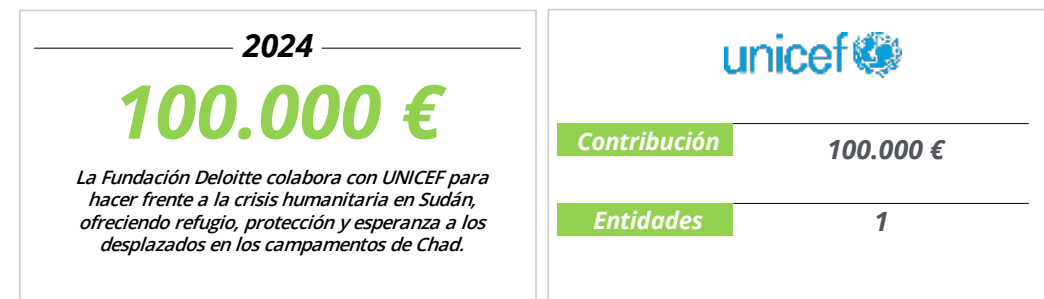 2024
100.000 €
La Fundación Deloitte colabora con UNICEF para
hacer frente a la crisis humanitaria en Sudán,
ofreciendo refugio, protección y esperanza a los
desplazados en los campamentos de Chad.
unicef
Contribución 100.000 €
Entidades 1